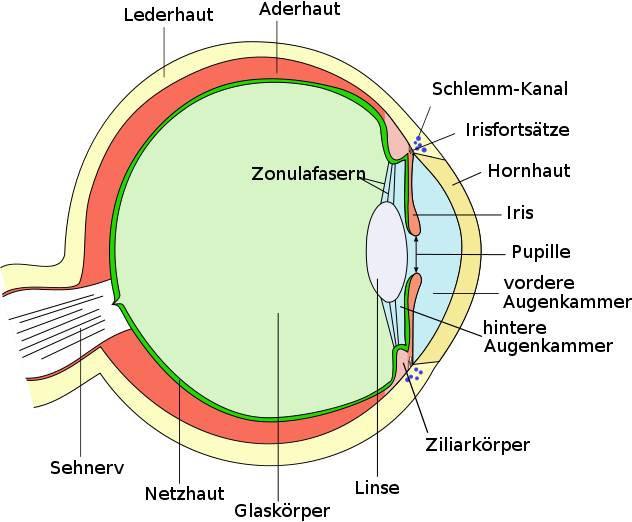 Aderhaut
Lederhaut
Schlemm-Kanal
Irisfortsätze
Hornhaut
Zonulafasern
Iris
Pupille
vordere
Augenkammer
hintere
Augenkammer
Ziliarkörper
Sehnerv
Linse
Netzhaut
Glaskörper